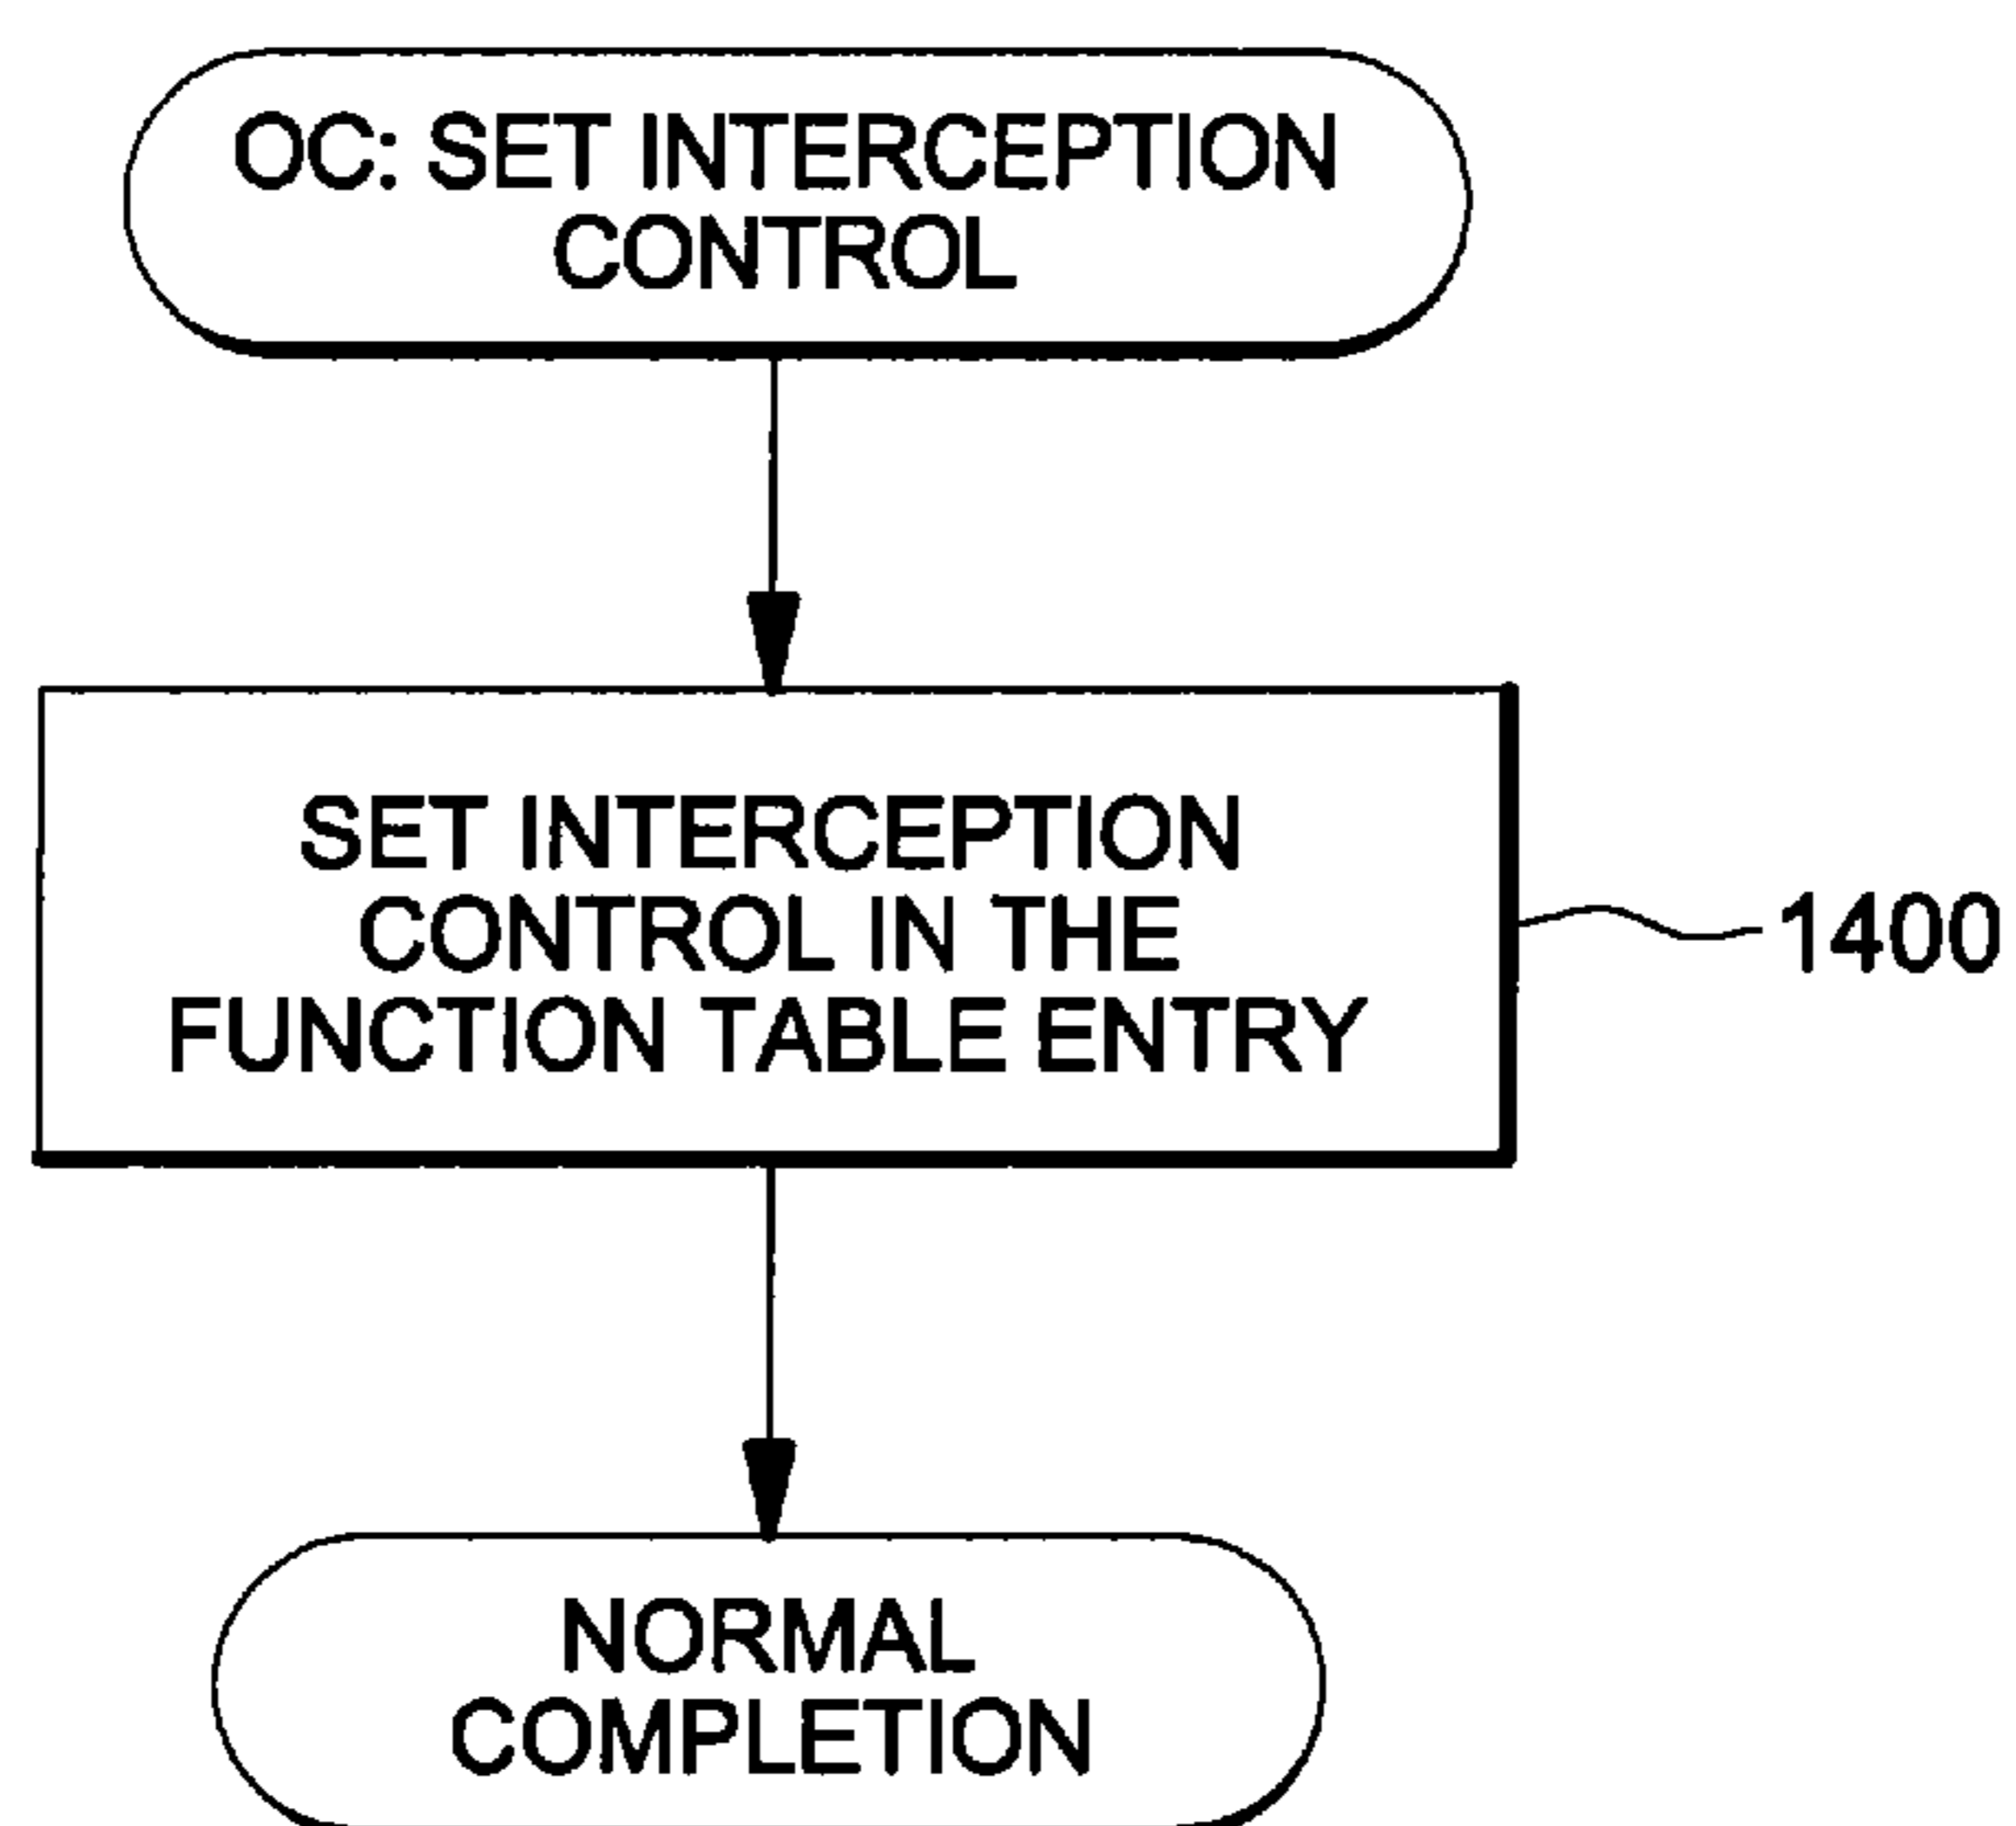 OC: SET INTERCEPTION
CONTROL
SET INTERCEPTION
CONTROL IN THE
FUNCTION TABLE ENTRY
1400
NORMAL
COMPLETION